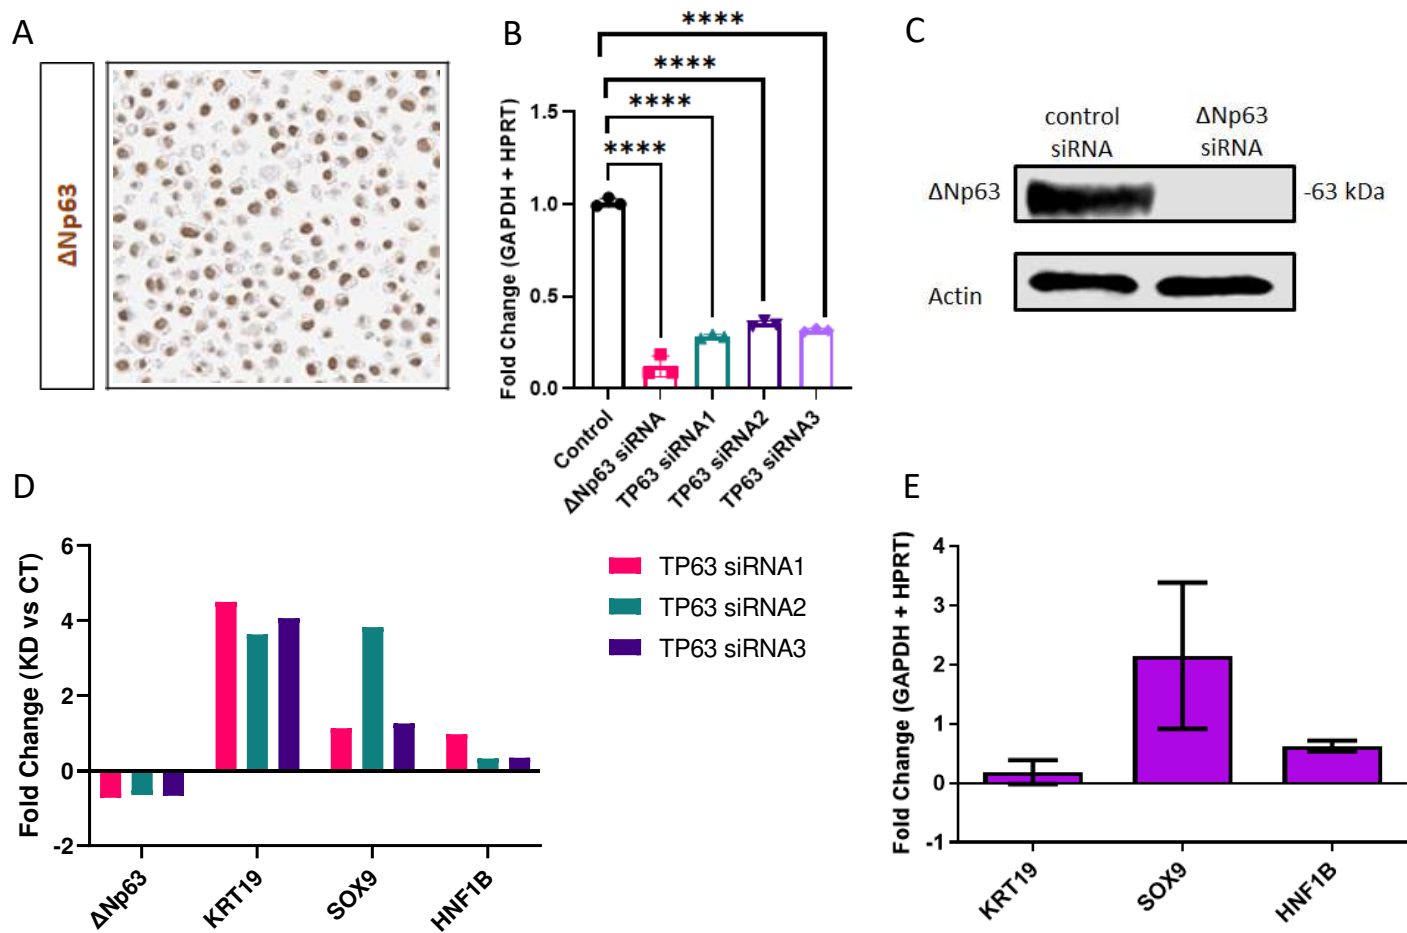 A
ΔNp63
B
****
****
****
****
Fold Change (GAPDH + HPRT)
1.5
1.0
0.5
0.0
Control
ΔNp63 siRNA
TP63 siRNA1
TP63 siRNA2
TP63 siRNA3
C
control
siRNA
ΔNp63
siRNA
ΔNp63
-63 kDa
Actin
D
Fold Change (KD vs CT)
6
4
2
0
-2
ΔNp63
KRT19
SOX9
HNF1B
TP63 siRNA1
TP63 siRNA2
TP63 siRNA3
E
Fold Change (GAPDH + HPRT)
4
3
2
1
0
-1
KRT19
SOX9
HNF1B